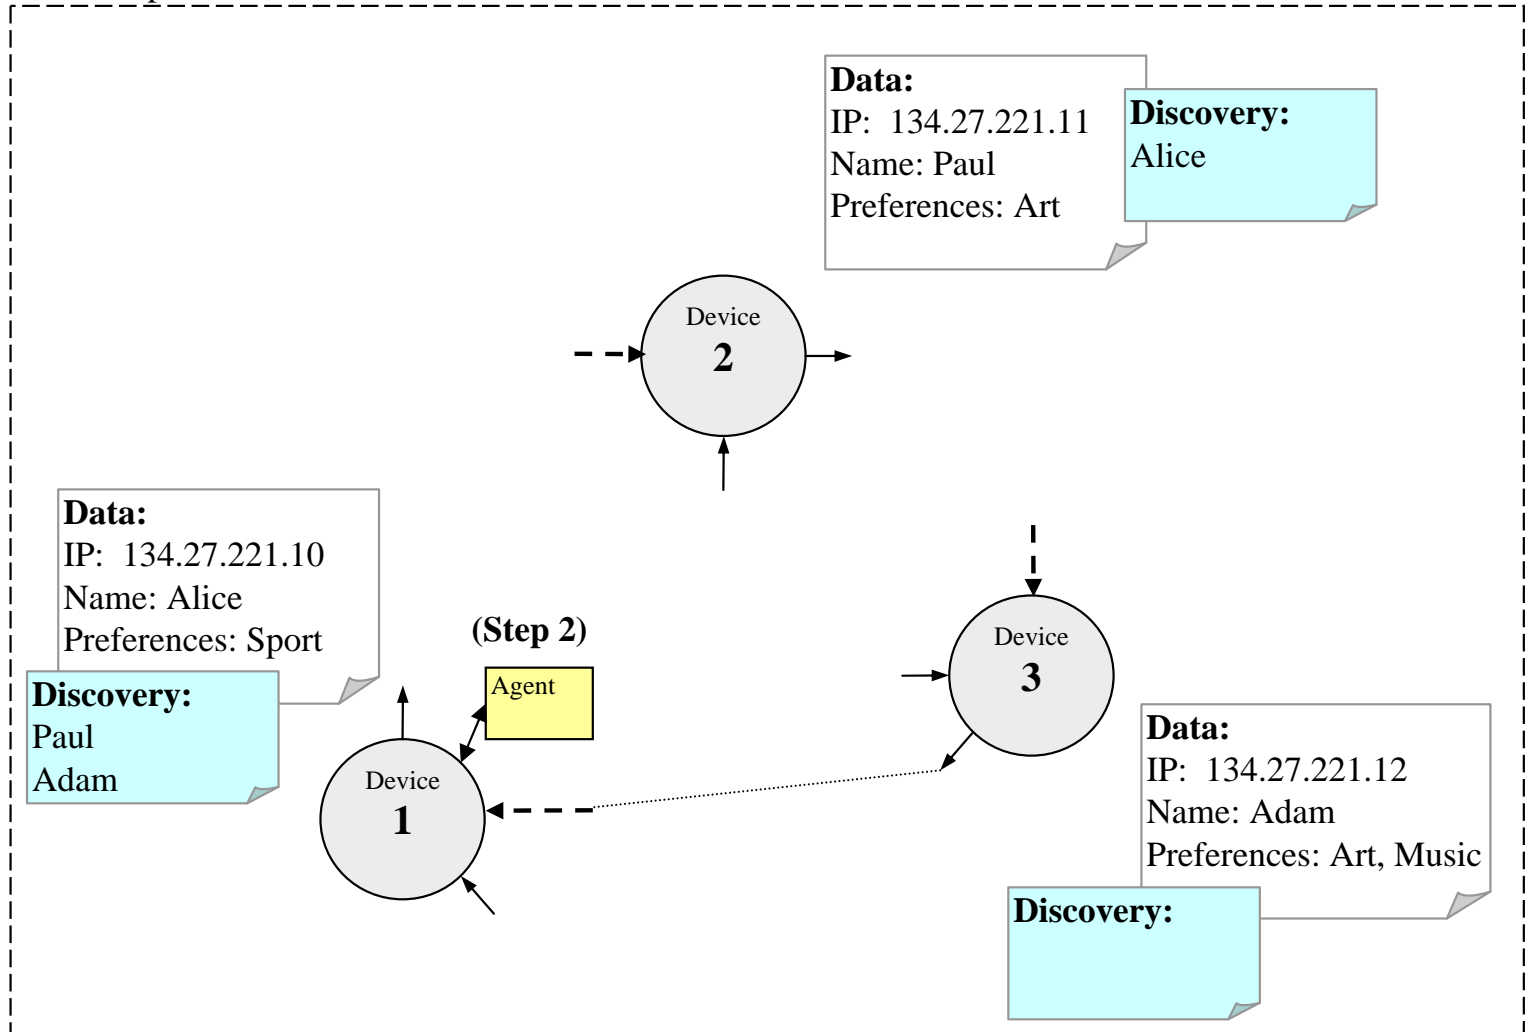 Data:
IP: 134.27.221.11
Name: Paul
Preferences: Art
Discovery:
Alice
Device
2
Data:
IP: 134.27.221.10
Name: Alice
Preferences: Sport
Discovery:
Paul
Adam
(Step 2)
Agent
Device
1
Device
3
Data:
IP: 134.27.221.12
Name: Adam
Preferences: Art, Music
Discovery: